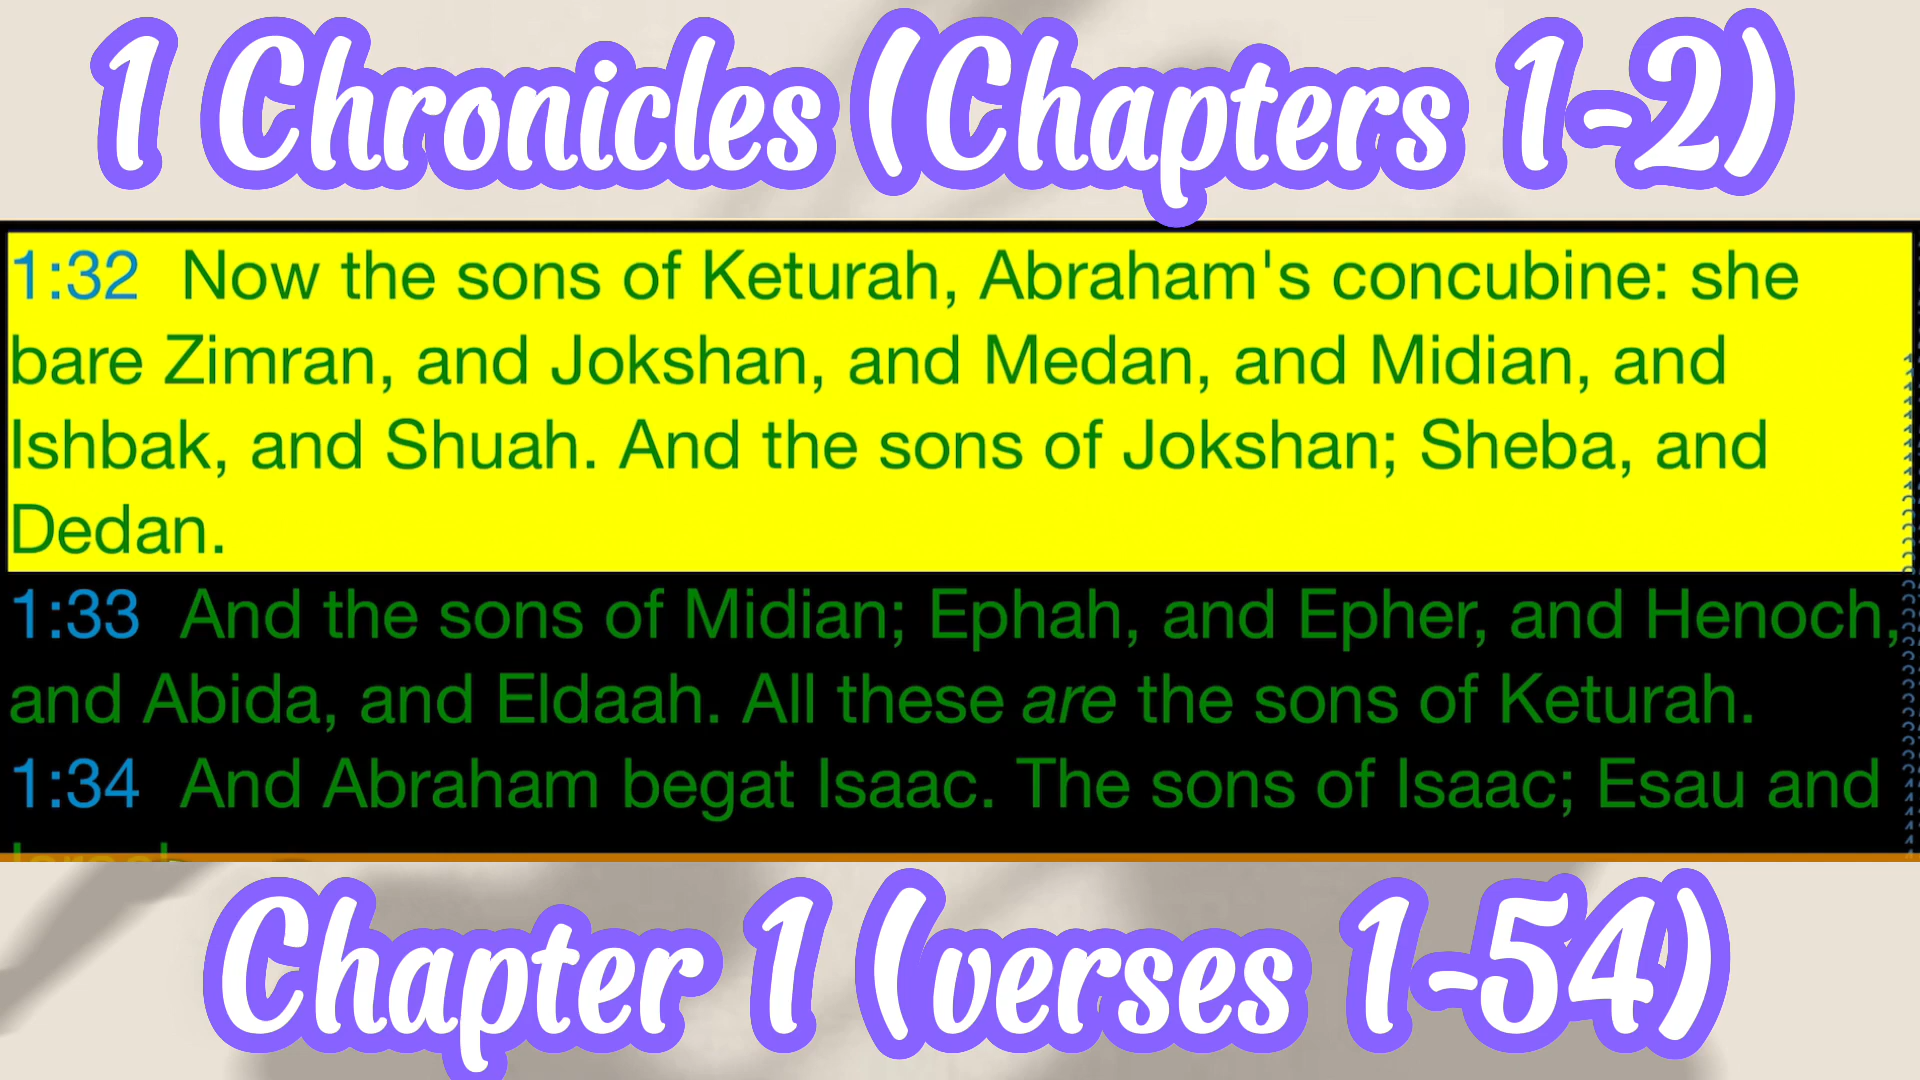 1 Chronicles (Chapters 1-2)
1:32 Now the sons of Keturah, Abraham's concubine: she
bare Zimran, and Jokshan, and Medan, and Midian, and
Ishbak, and Shuah. And the sons of Jokshan; Sheba, and
Dedan.
1:33 And the sons of Midian; Ephah, and Epher, and Henoch,
and Abida, and Eldaah. All these are the sons of Keturah.
1:34 And Abraham begat Isaac. The sons of Isaac; Esau and
Chapter 1 (verses 1-54)